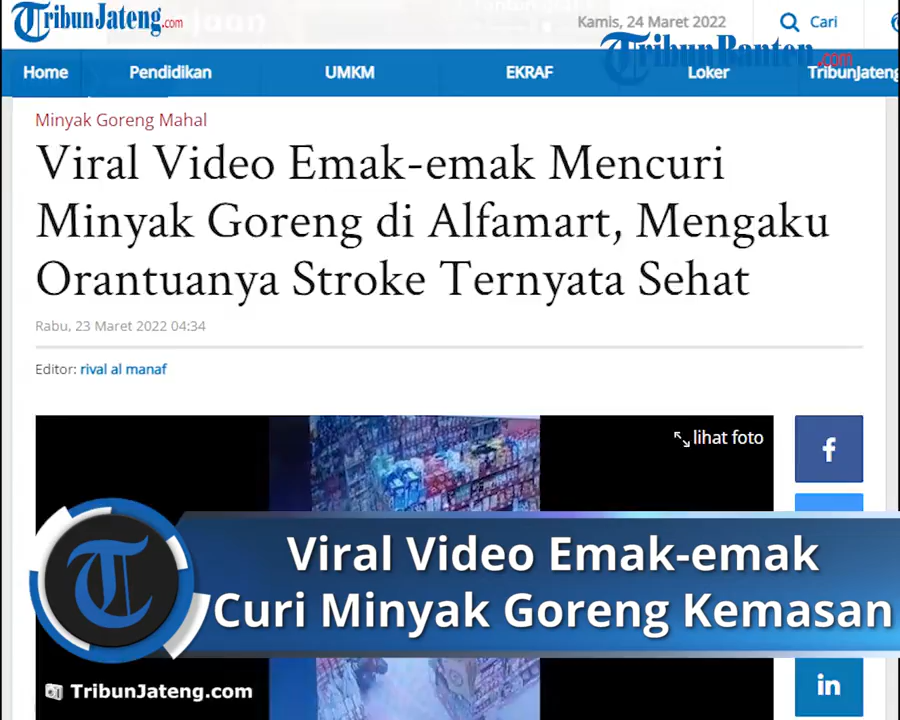 TribunJateng.com
Kamis, 24 Maret 2022
Cari
TribunBanten.com
Home Pendidikan UMKM EKRAF Loker TribunJateng
Minyak Goreng Mahal
Viral Video Emak-emak Mencuri
Minyak Goreng di Alfamart, Mengaku
Orantuanya Stroke Ternyata Sehat
Rabu, 23 Maret 2022 04:34
Editor: rival al manaf
lihat foto
f
Viral Video Emak-emak
Curi Minyak Goreng Kemasan
T
TribunJateng.com
in